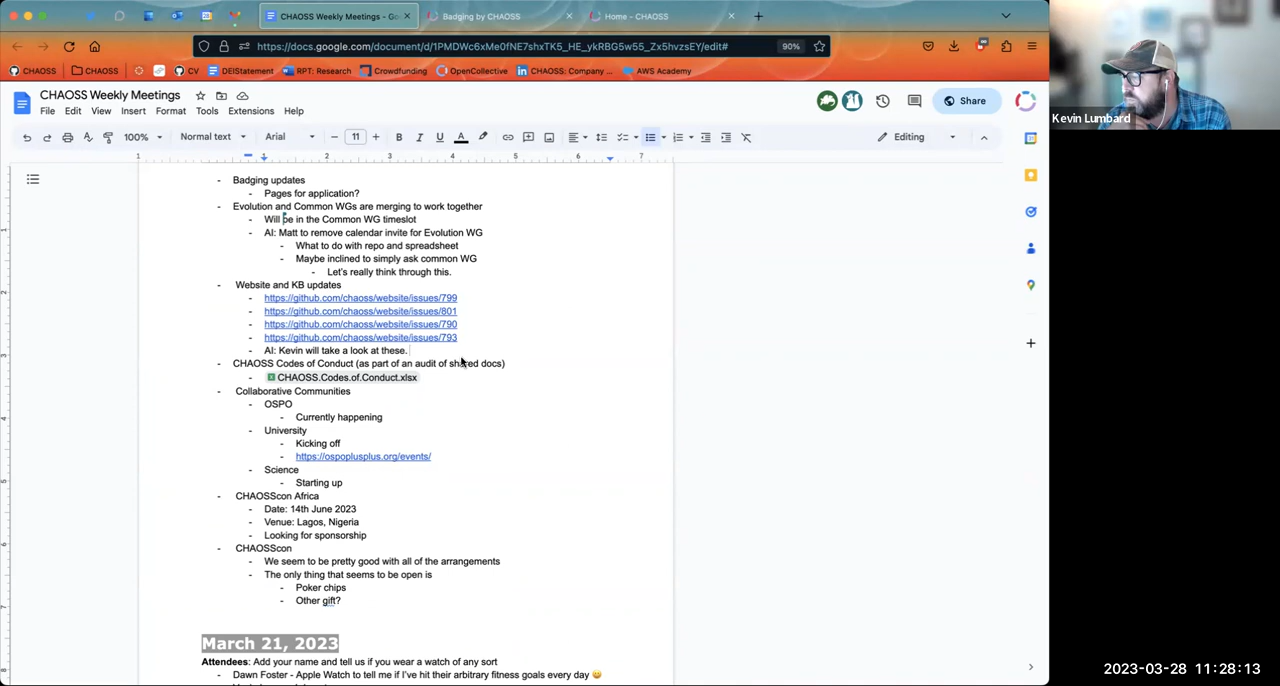 CHAOSS Weekly Meetings - Go
Badging by CHAOSS
Home - CHAOSS
https://docs.google.com/document/d/1PMDWc6xMe0fNE7shxTK5_HE_ykRBG5w55_Zx5hvzsEY/edit#
90%
CHAOSS
CHAOSS
CV
DEIStatement
RPT: Research
Crowdfunding
OpenCollective
CHAOSS: Company ...
AWS Academy
CHAOSS Weekly Meetings
File Edit View Insert Format Tools Extensions Help
Share
100%
Normal text
Arial
11
Editing
Kevin Lumbard
1 1 2 3 4 5 6 7
- Badging updates
- Pages for application?
- Evolution and Common WGs are merging to work together
- Will be in the Common WG timeslot
- AI: Matt to remove calendar invite for Evolution WG
- What to do with repo and spreadsheet
- Maybe inclined to simply ask common WG
- Let's really think through this.
- Website and KB updates
- https://github.com/chaoss/website/issues/799
- https://github.com/chaoss/website/issues/801
- https://github.com/chaoss/website/issues/790
- https://github.com/chaoss/website/issues/793
- AI: Kevin will take a look at these.
- CHAOSS Codes of Conduct (as part of an audit of shared docs)
- CHAOSS.Codes.of.Conduct.xlsx
- Collaborative Communities
- OSPO
- Currently happening
- University
- Kicking off
- https://ospoplusplus.org/events/
- Science
- Starting up
- CHAOSScon Africa
- Date: 14th June 2023
- Venue: Lagos, Nigeria
- Looking for sponsorship
- CHAOSScon
- We seem to be pretty good with all of the arrangements
- The only thing that seems to be open is
- Poker chips
- Other gift?
March 21, 2023
Attendees: Add your name and tell us if you wear a watch of any sort
- Dawn Foster - Apple Watch to tell me if I've hit their arbitrary fitness goals every day 😀
2023-03-28 11:28:13